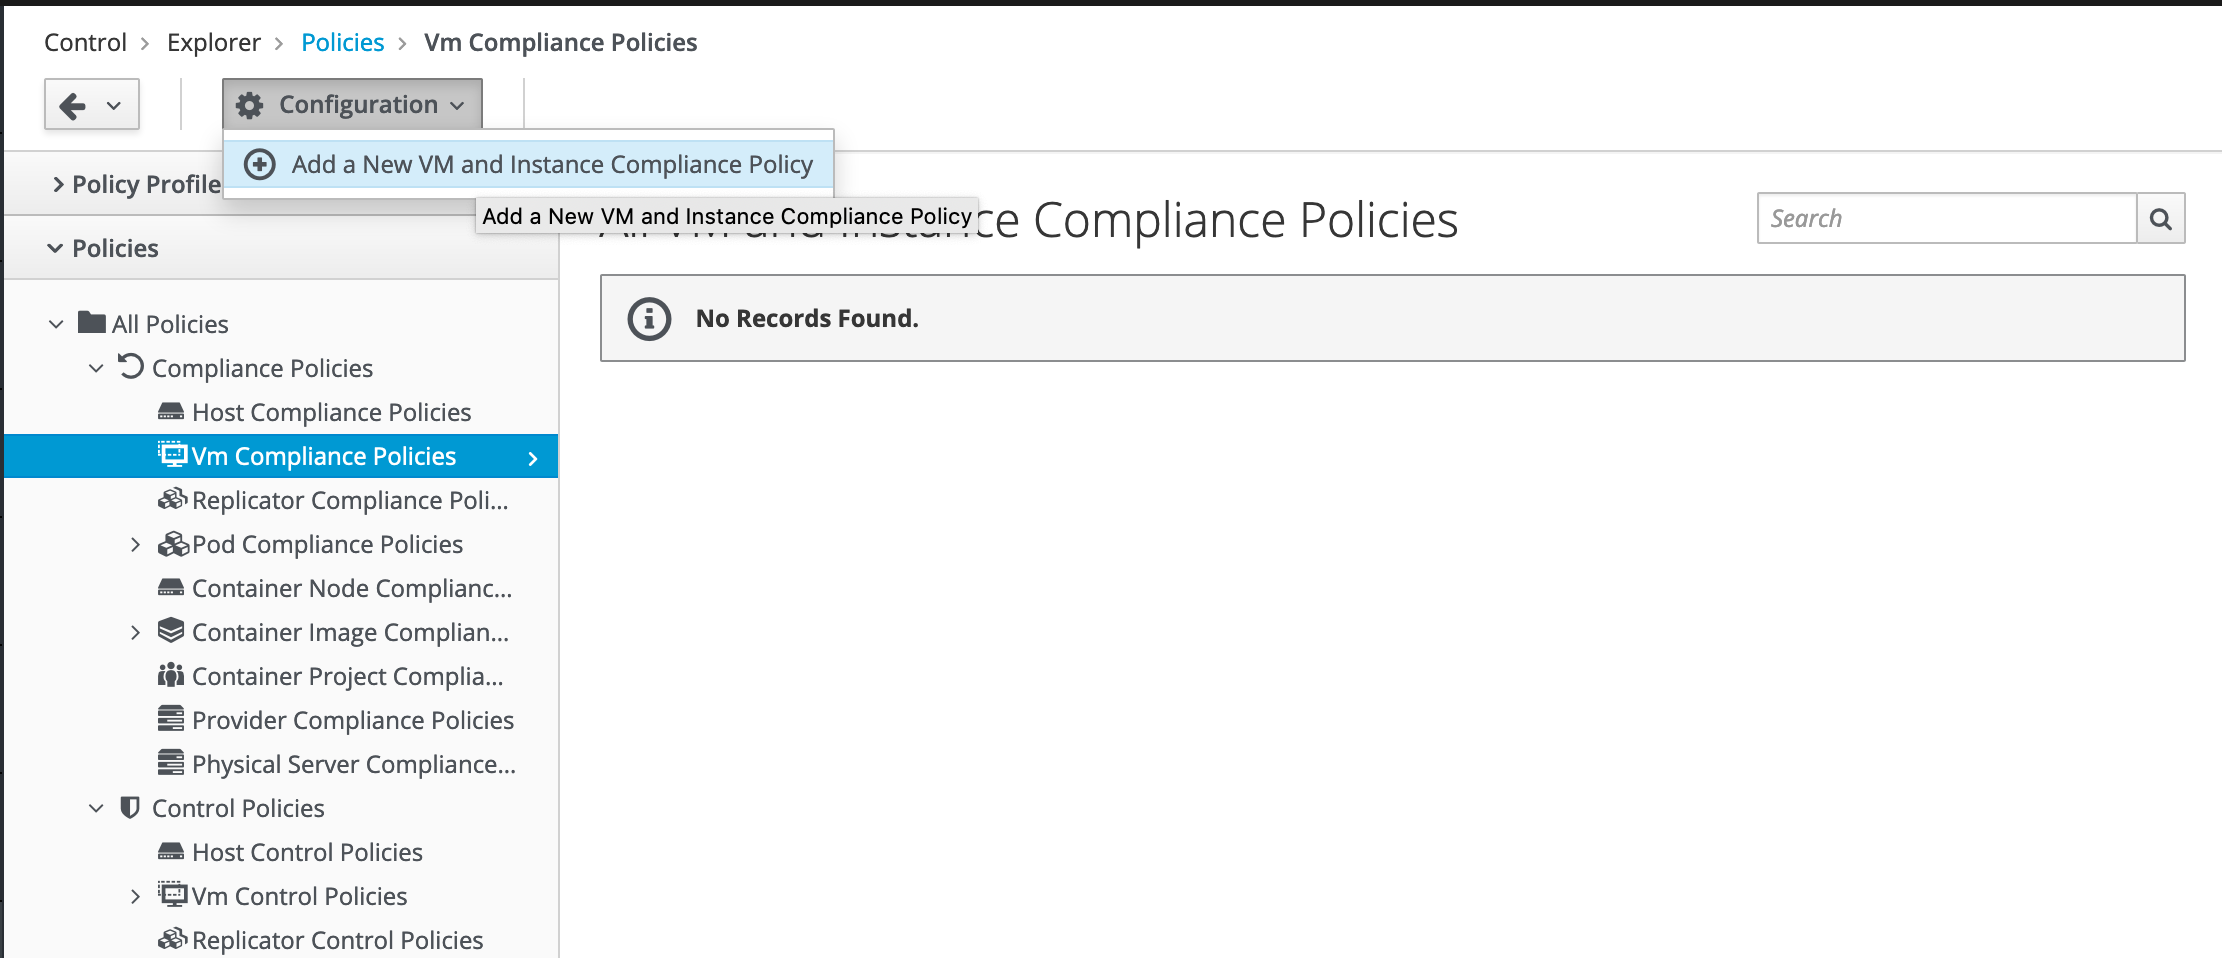 Control > Explorer > Policies > Vm Compliance Policies
Configuration
Add a New VM and Instance Compliance Policy
Policy Profile
Add a New VM and Instance Compliance Policy
Compliance Policies
Search
Policies
No Records Found.
All Policies
Compliance Policies
Host Compliance Policies
Vm Compliance Policies
Replicator Compliance Poli...
Pod Compliance Policies
Container Node Complianc...
Container Image Complian...
Container Project Complia...
Provider Compliance Policies
Physical Server Compliance...
Control Policies
Host Control Policies
Vm Control Policies
Replicator Control Policies